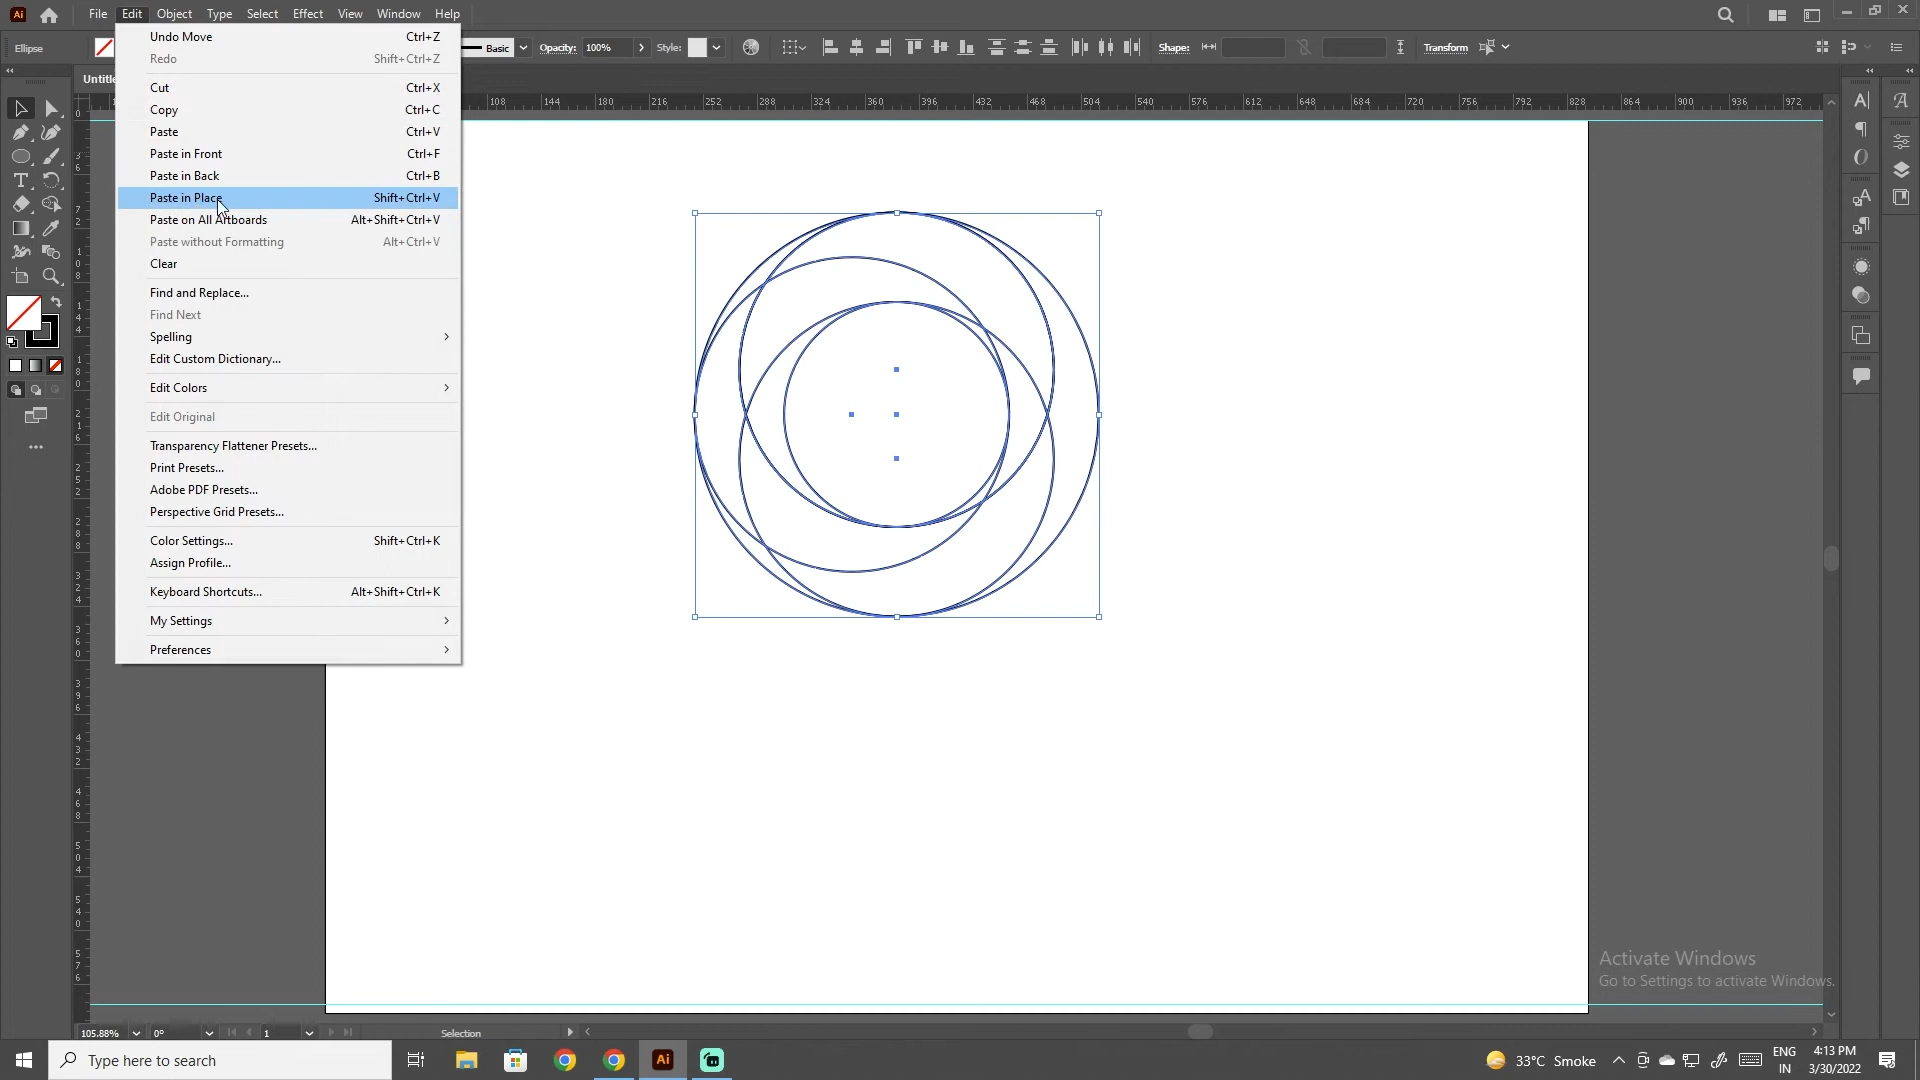 File Edit Object Type Select Effect View Window Help
Ellipse Basic Opacity: 100% Style: Shape: Transform
Undo Move Ctrl+Z
Redo Shift+Ctrl+Z
Cut Ctrl+X
Copy Ctrl+C
Paste Ctrl+V
Paste in Front Ctrl+F
Paste in Back Ctrl+B
Paste in Place Shift+Ctrl+V
Paste on All Artboards Alt+Shift+Ctrl+V
Paste without Formatting Alt+Ctrl+V
Clear
Find and Replace...
Find Next
Spelling
Edit Custom Dictionary...
Edit Colors
Edit Original
Transparency Flattener Presets...
Print Presets...
Adobe PDF Presets...
Perspective Grid Presets...
Color Settings... Shift+Ctrl+K
Assign Profile...
Keyboard Shortcuts... Alt+Shift+Ctrl+K
My Settings
Preferences
108 144 180 216 252 288 324 360 396 432 468 504 540 576 612 648 684 720 756 792 828 864 900 936 972
Activate Windows
Go to Settings to activate Windows.
105.88% 0° 1 Selection
Type here to search
33°C Smoke
ENG
IN
4:13 PM
3/30/2022